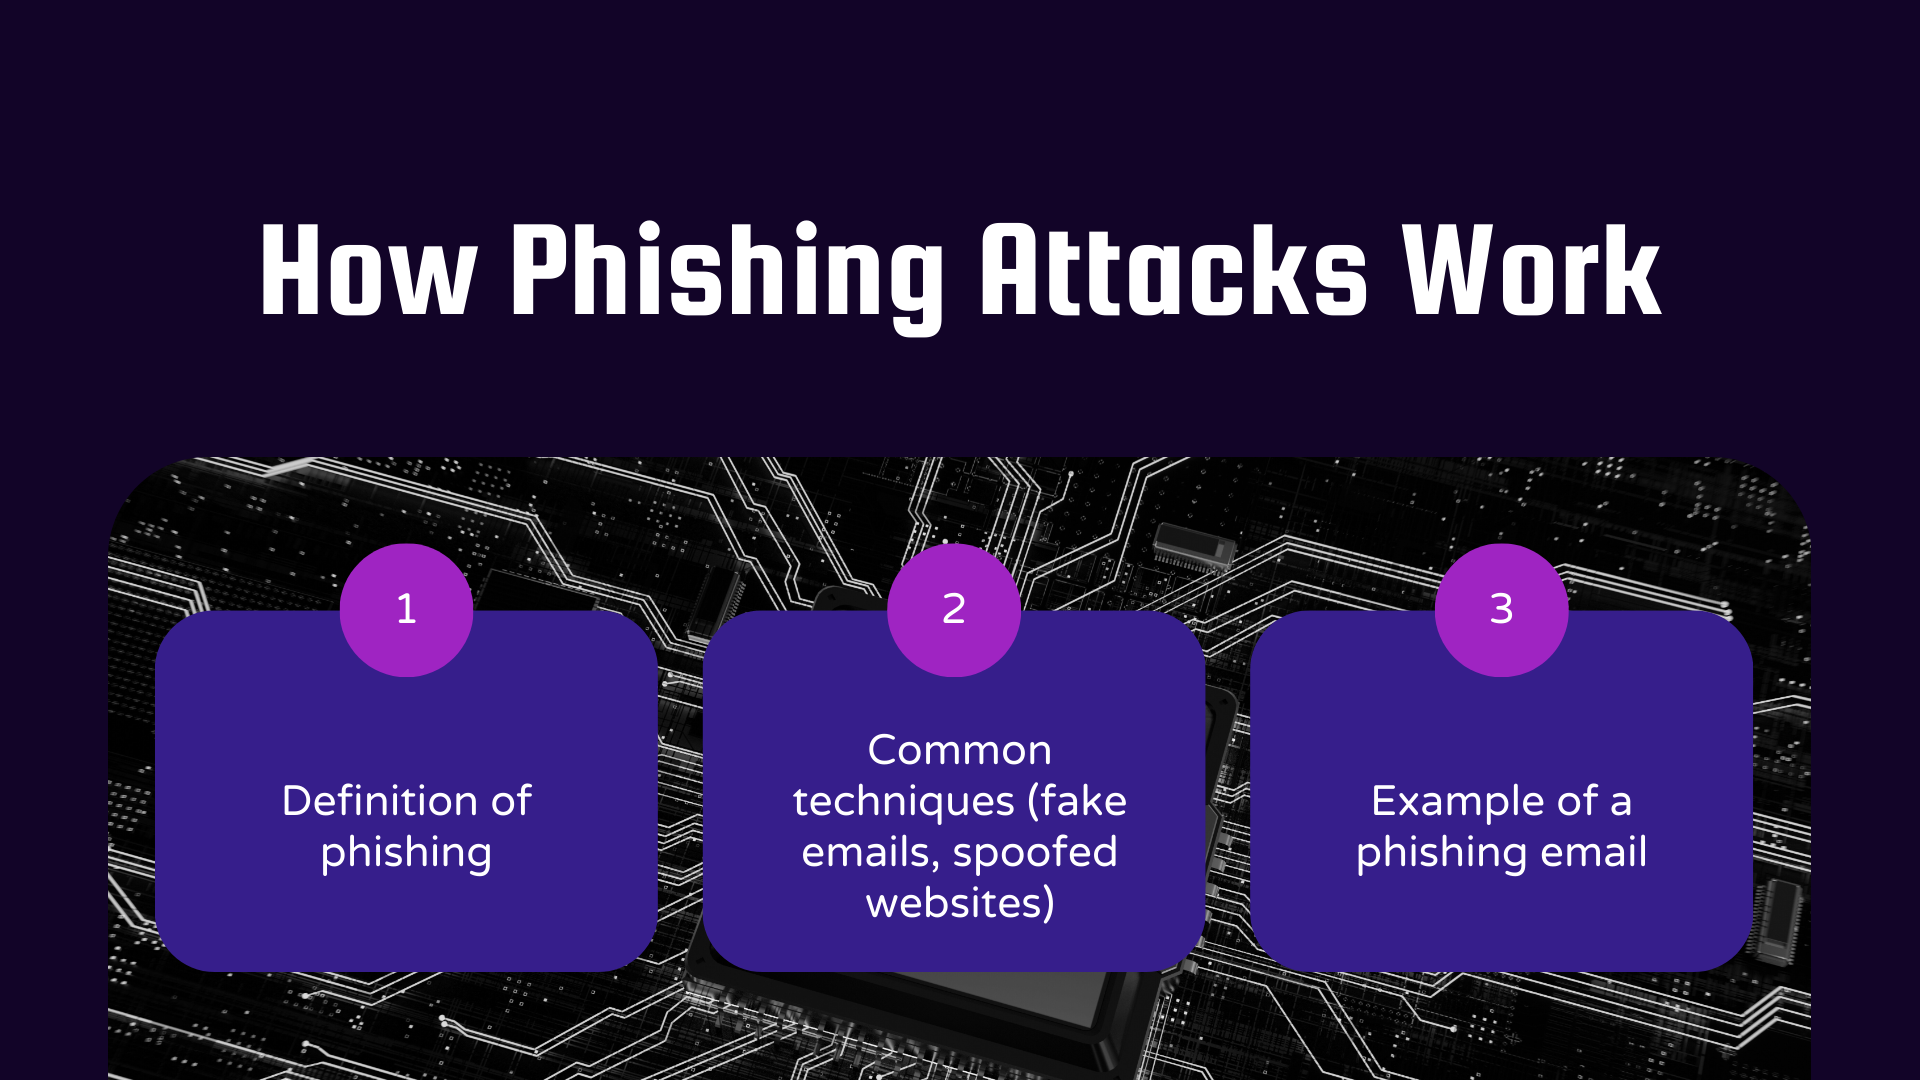 How Phishing Attacks Work
1
Definition of
phishing
2
Common
techniques (fake
emails, spoofed
websites)
3
Example of a
phishing email